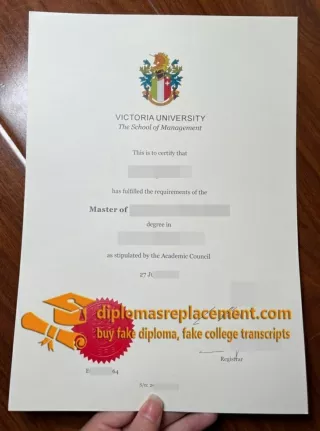 VICTORIA UNIVERSITY
The School of Management
This is to certify that
has fulfilled the requirements of the
Master of
degree in
as stipulated by the Academic Council
27 J
diplomasreplacement.com
buy fake diploma, fake college transcripts
Registrar